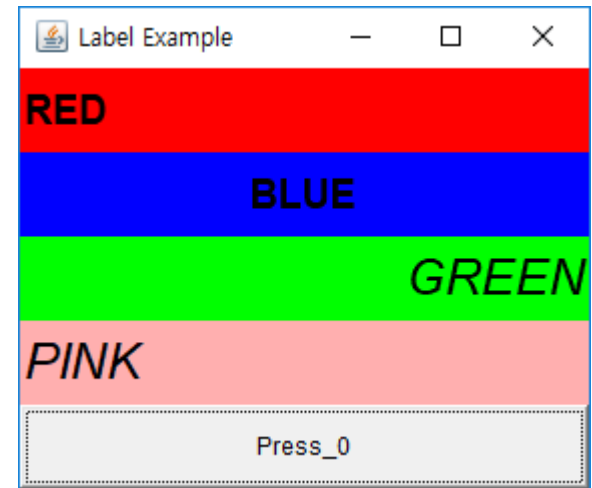 Label Example
RED
BLUE
GREEN
PINK
Press_0